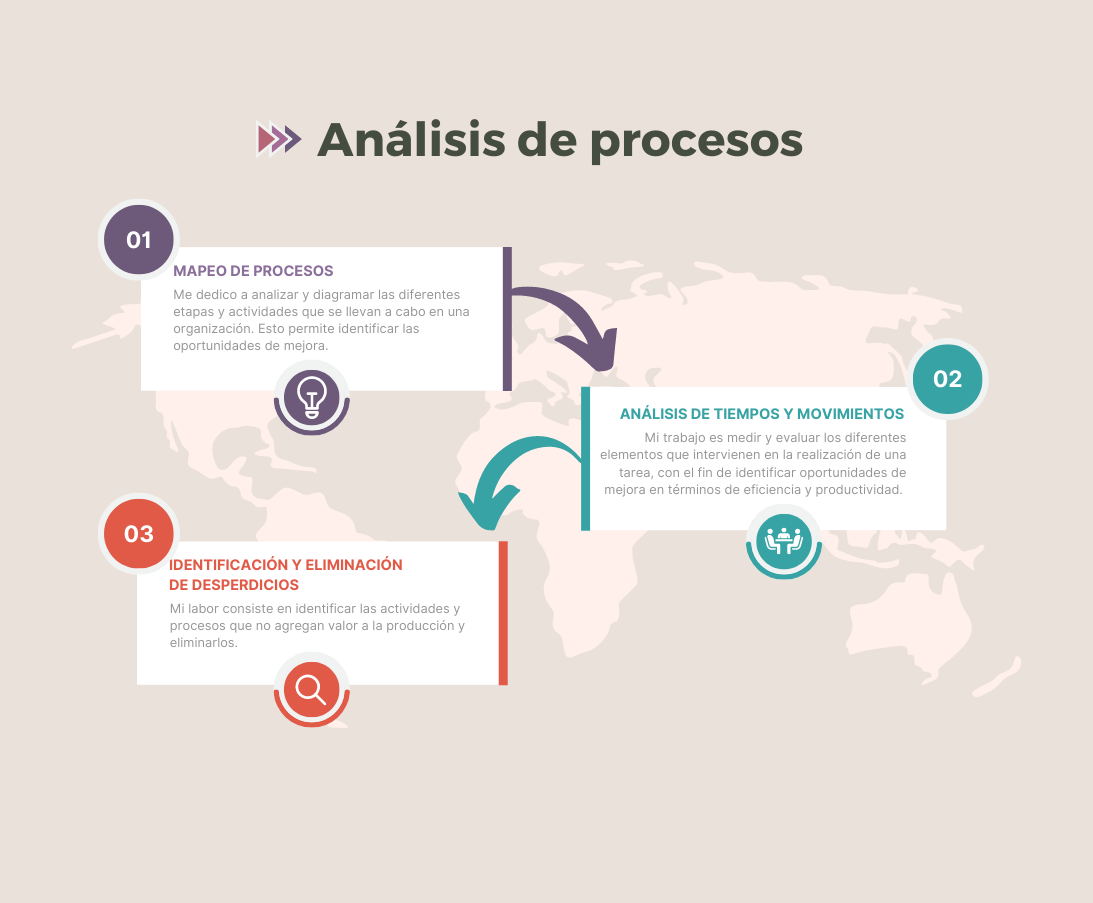 Análisis de procesos
01
MAPEO DE PROCESOS
Me dedico a analizar y diagramar las diferentes
etapas y actividades que se llevan a cabo en una
organización. Esto permite identificar las
oportunidades de mejora.
02
ANÁLISIS DE TIEMPOS Y MOVIMIENTOS
Mi trabajo es medir y evaluar los diferentes
elementos que intervienen en la realización de una
tarea, con el fin de identificar oportunidades de
mejora en términos de eficiencia y productividad.
03
IDENTIFICACIÓN Y ELIMINACIÓN
DE DESPERDICIOS
Mi labor consiste en identificar las actividades y
procesos que no agregan valor a la producción y
eliminarlos.